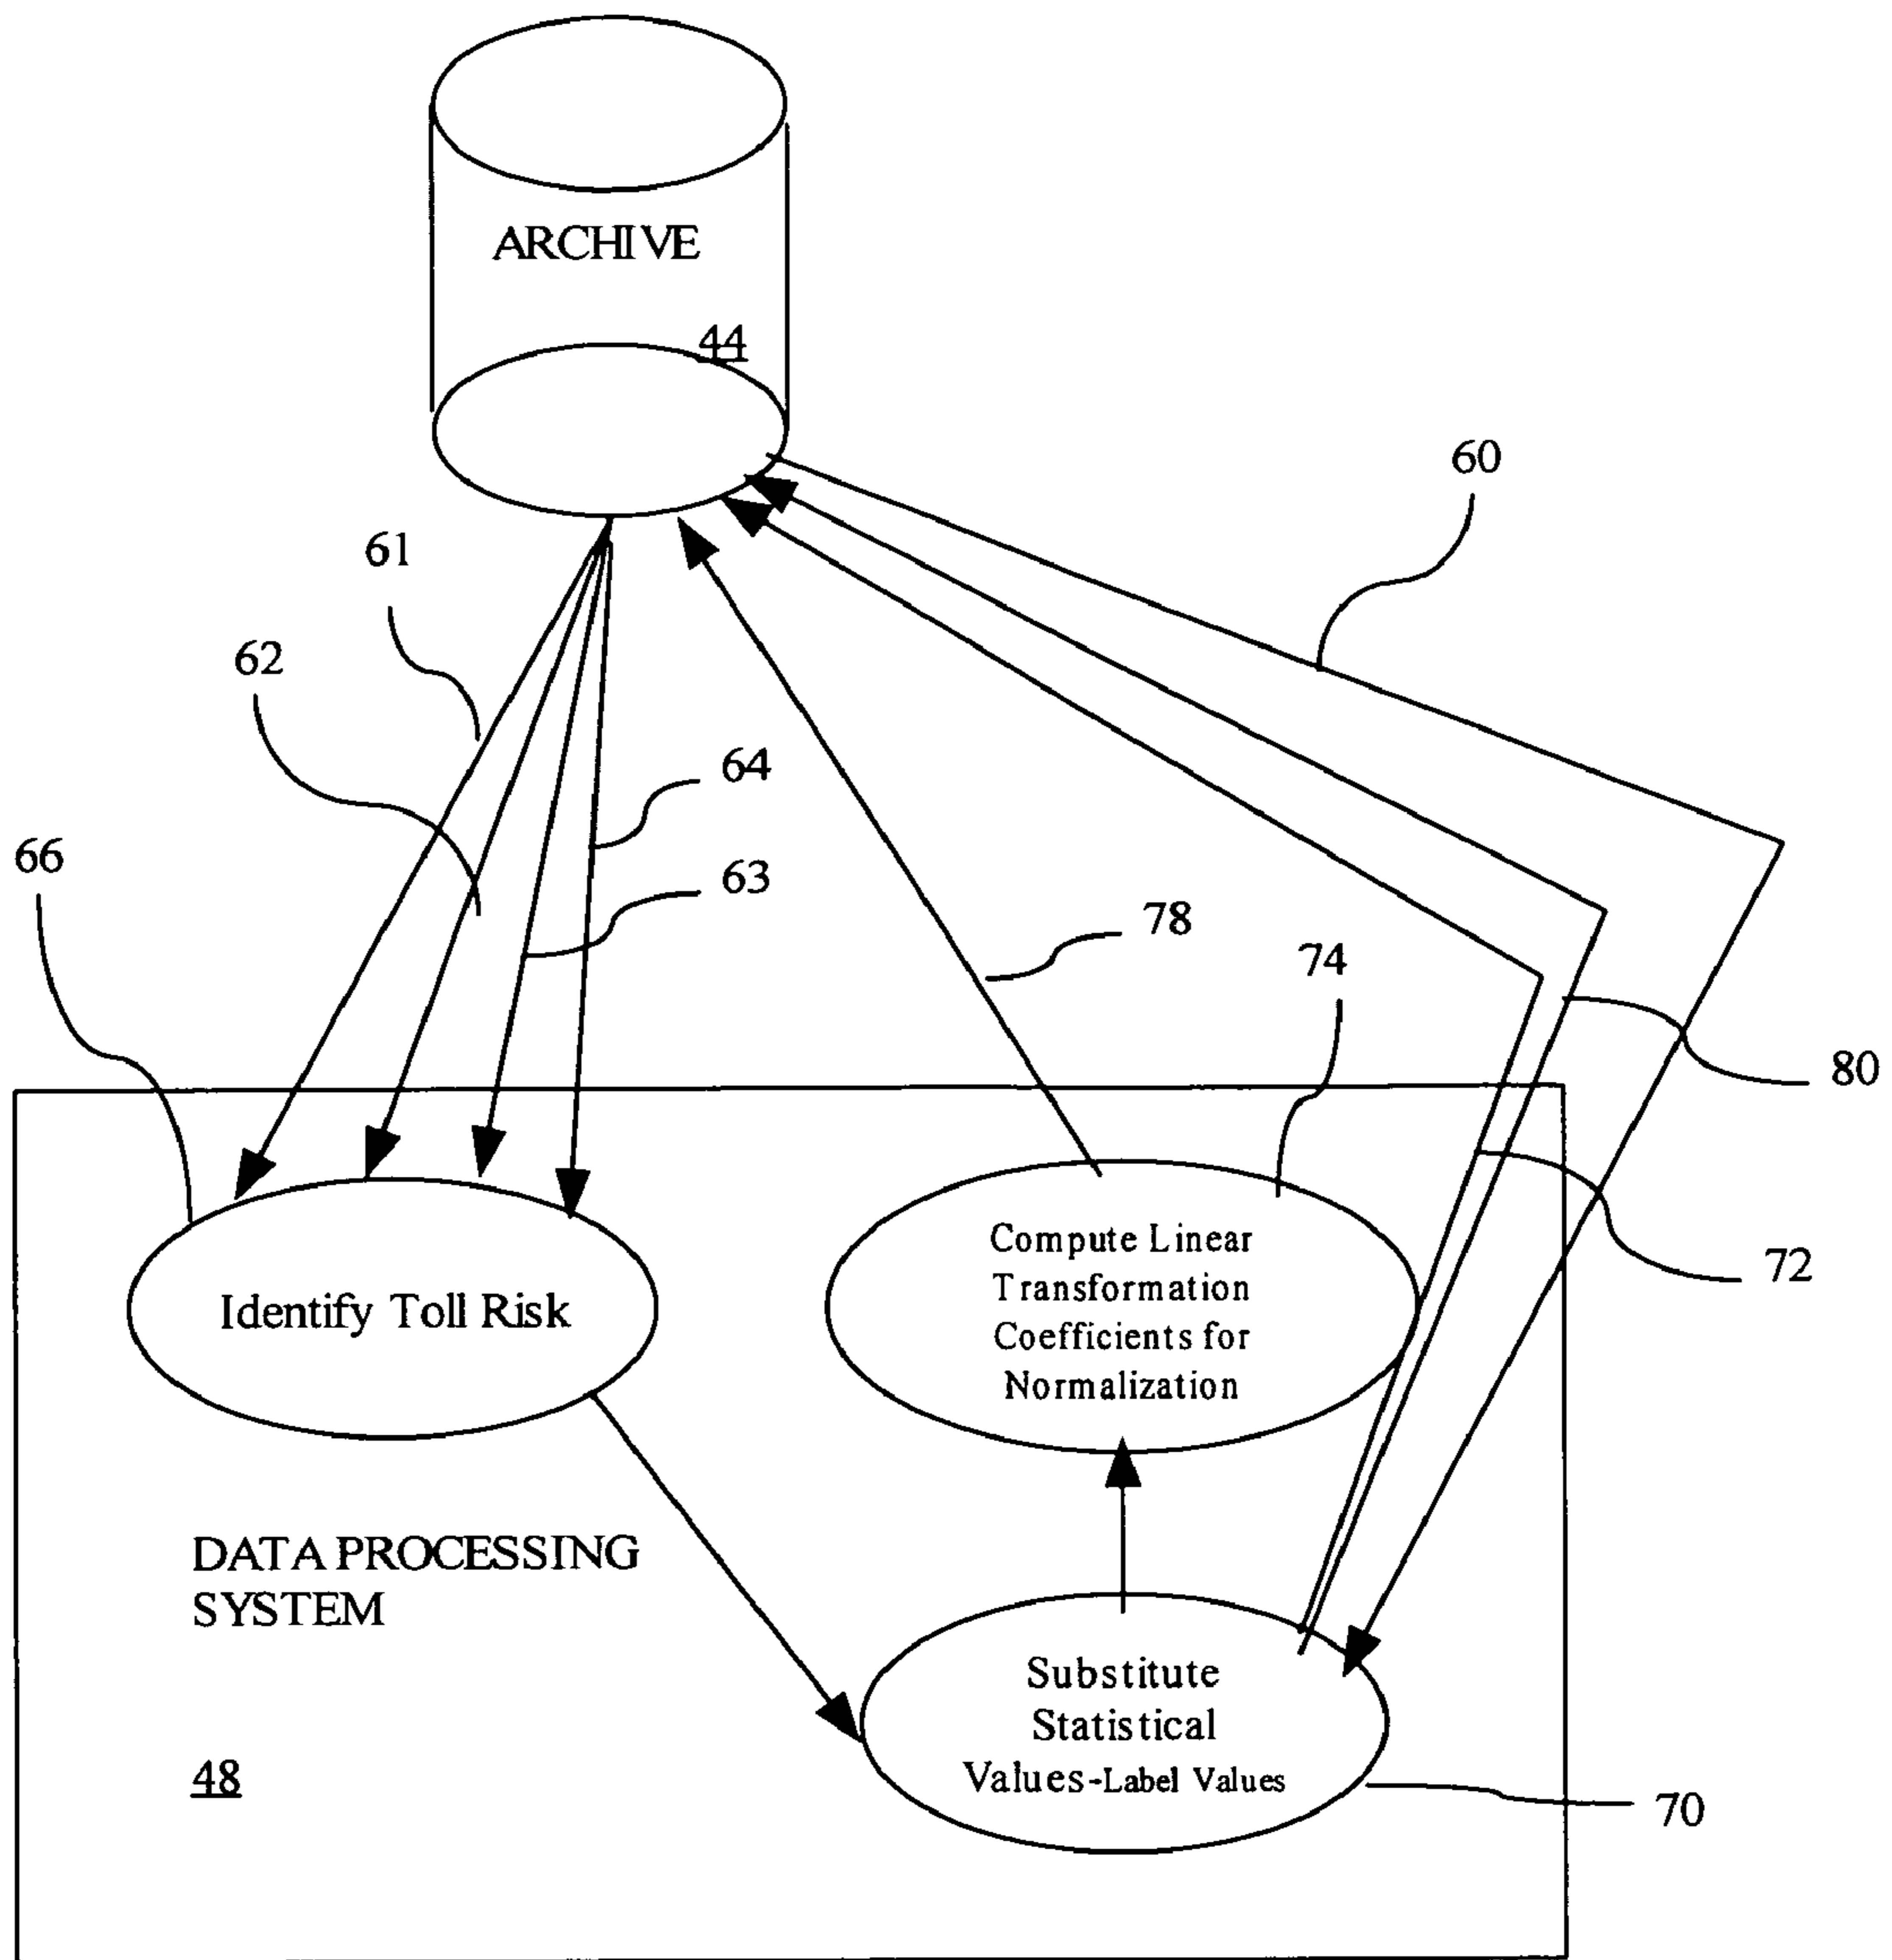 ARCHIVE
44
60
61
62
64
63
66
78
74
80
72
Compute Linear
Transformation
Coefficients for
Normalization
Identify Toll Risk
DATA PROCESSING
SYSTEM
Substitute
Statistical
Values-Label Values
48
70